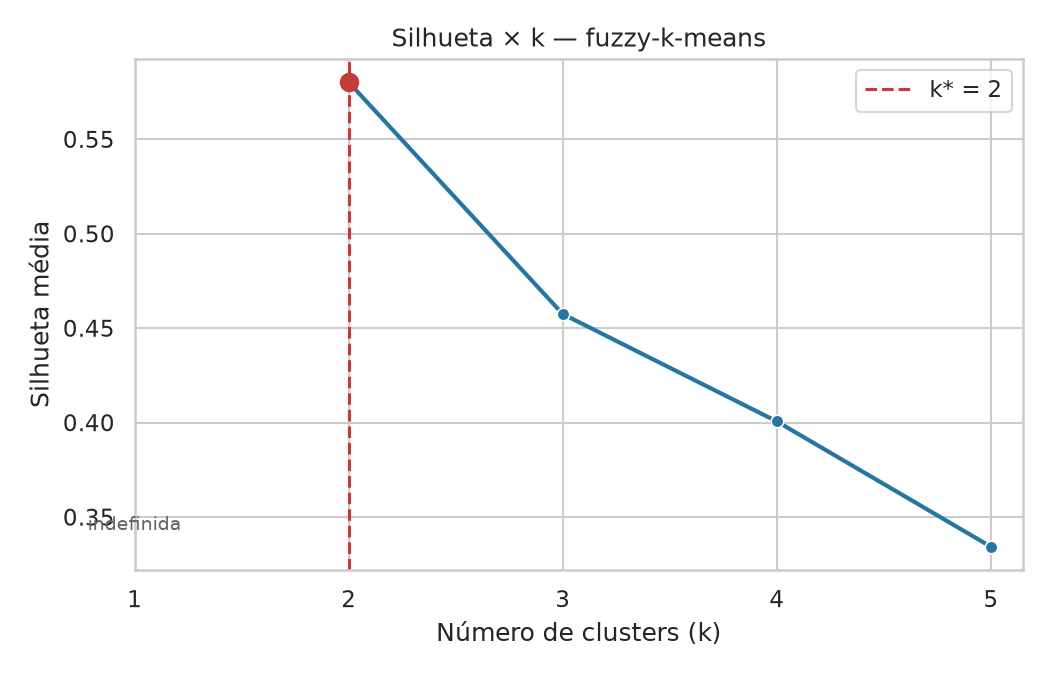 Silhueta × k — fuzzy-k-means
k* = 2
Silhueta média
0.55
0.50
0.45
0.40
0.35
indefinida
1 2 3 4 5
Número de clusters (k)